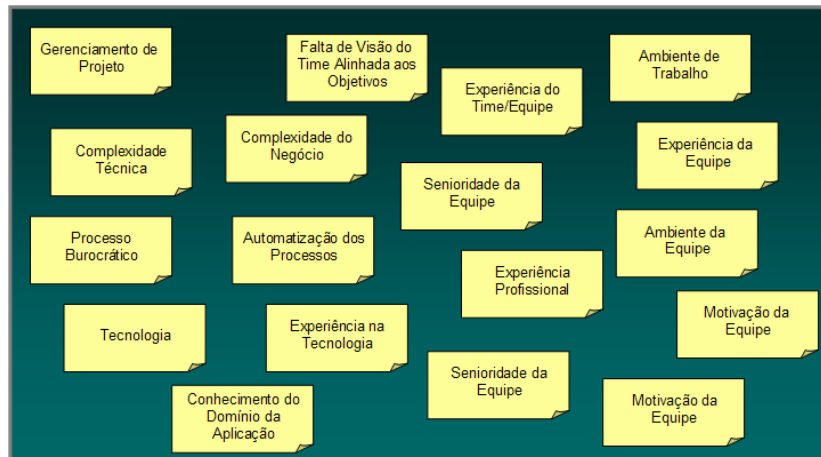 Gerenciamento de
Projeto
Falta de Visão do
Time Alinhada aos
Objetivos
Experiência do
Time/Equipe
Ambiente de
Trabalho
Complexidade
Técnica
Complexidade do
Negócio
Senioridade da
Equipe
Experiência da
Equipe
Processo
Burocrático
Automatização dos
Processos
Experiência
Profissional
Ambiente da
Equipe
Tecnologia
Experiência na
Tecnologia
Senioridade da
Equipe
Motivação da
Equipe
Conhecimento do
Domínio da
Aplicação
Motivação da
Equipe